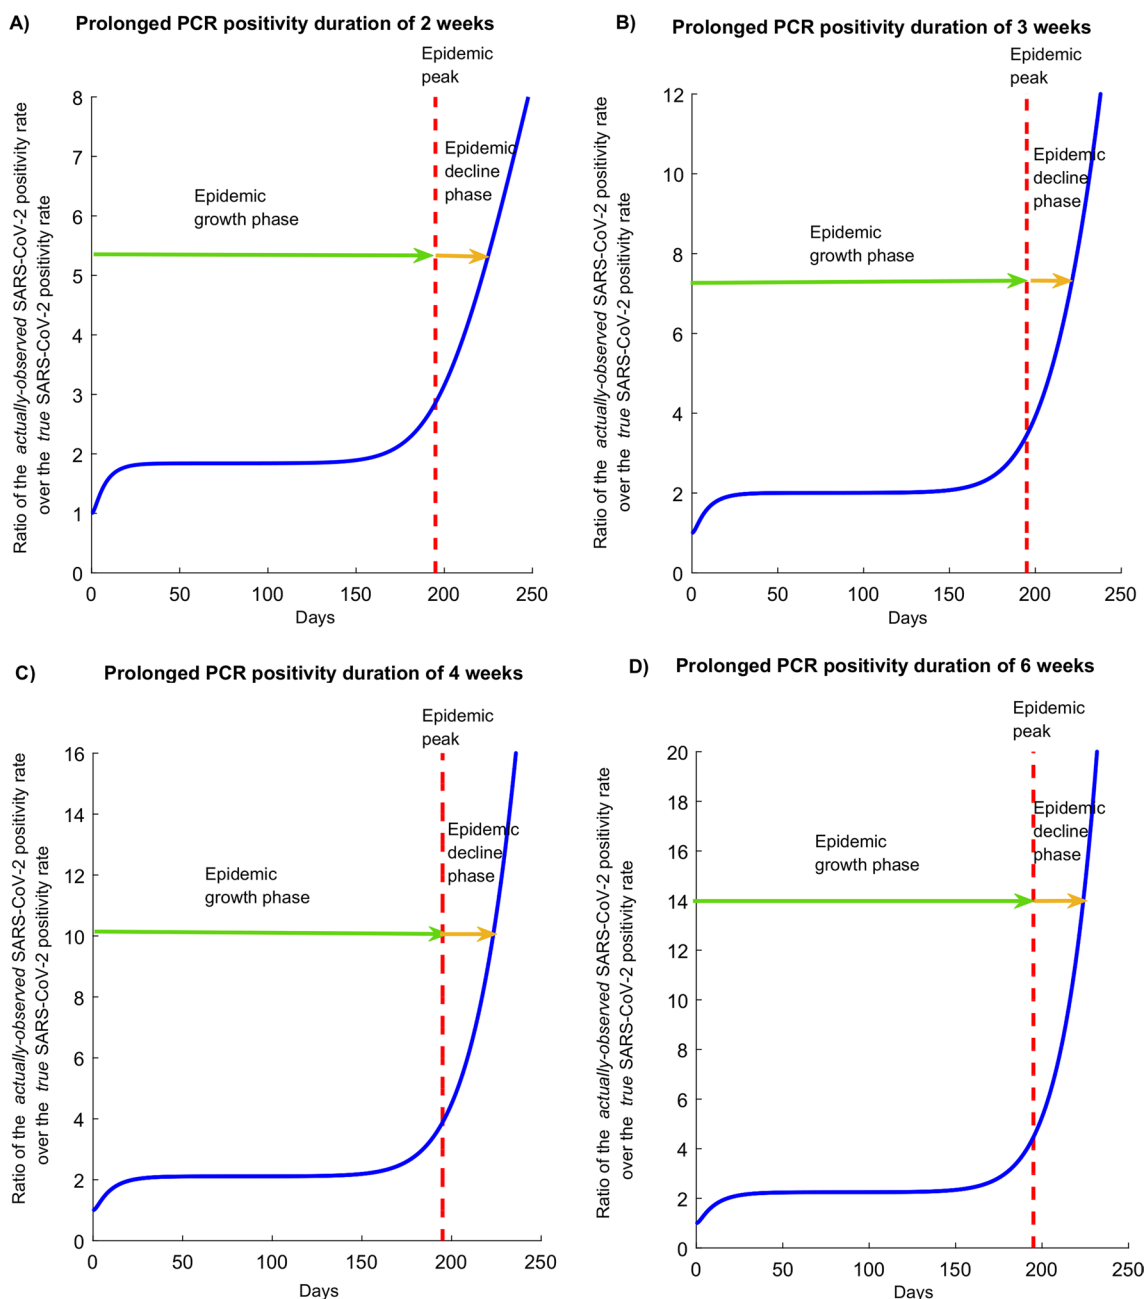 A)
Prolonged PCR positivity duration of 2 weeks
Epidemic
peak
Epidemic
decline
phase
Epidemic
growth phase
Ratio of the actually-observed SARS-CoV-2 positivity rate
over the true SARS-CoV-2 positivity rate
8
7
6
5
4
3
2
1
0
0 50 100 150 200 250
Days
B)
Prolonged PCR positivity duration of 3 weeks
Epidemic
peak
Epidemic
decline
phase
Epidemic
growth phase
Ratio of the actually-observed SARS-CoV-2 positivity rate
over the true SARS-CoV-2 positivity rate
12
10
8
6
4
2
0
0 50 100 150 200 250
Days
C)
Prolonged PCR positivity duration of 4 weeks
Epidemic
peak
Epidemic
decline
phase
Epidemic
growth phase
Ratio of the actually-observed SARS-CoV-2 positivity rate
over the true SARS-CoV-2 positivity rate
16
14
12
10
8
6
4
2
0
0 50 100 150 200 250
Days
D)
Prolonged PCR positivity duration of 6 weeks
Epidemic
peak
Epidemic
decline
phase
Epidemic
growth phase
Ratio of the actually-observed SARS-CoV-2 positivity rate
over the true SARS-CoV-2 positivity rate
20
18
16
14
12
10
8
6
4
2
0
0 50 100 150 200 250
Days